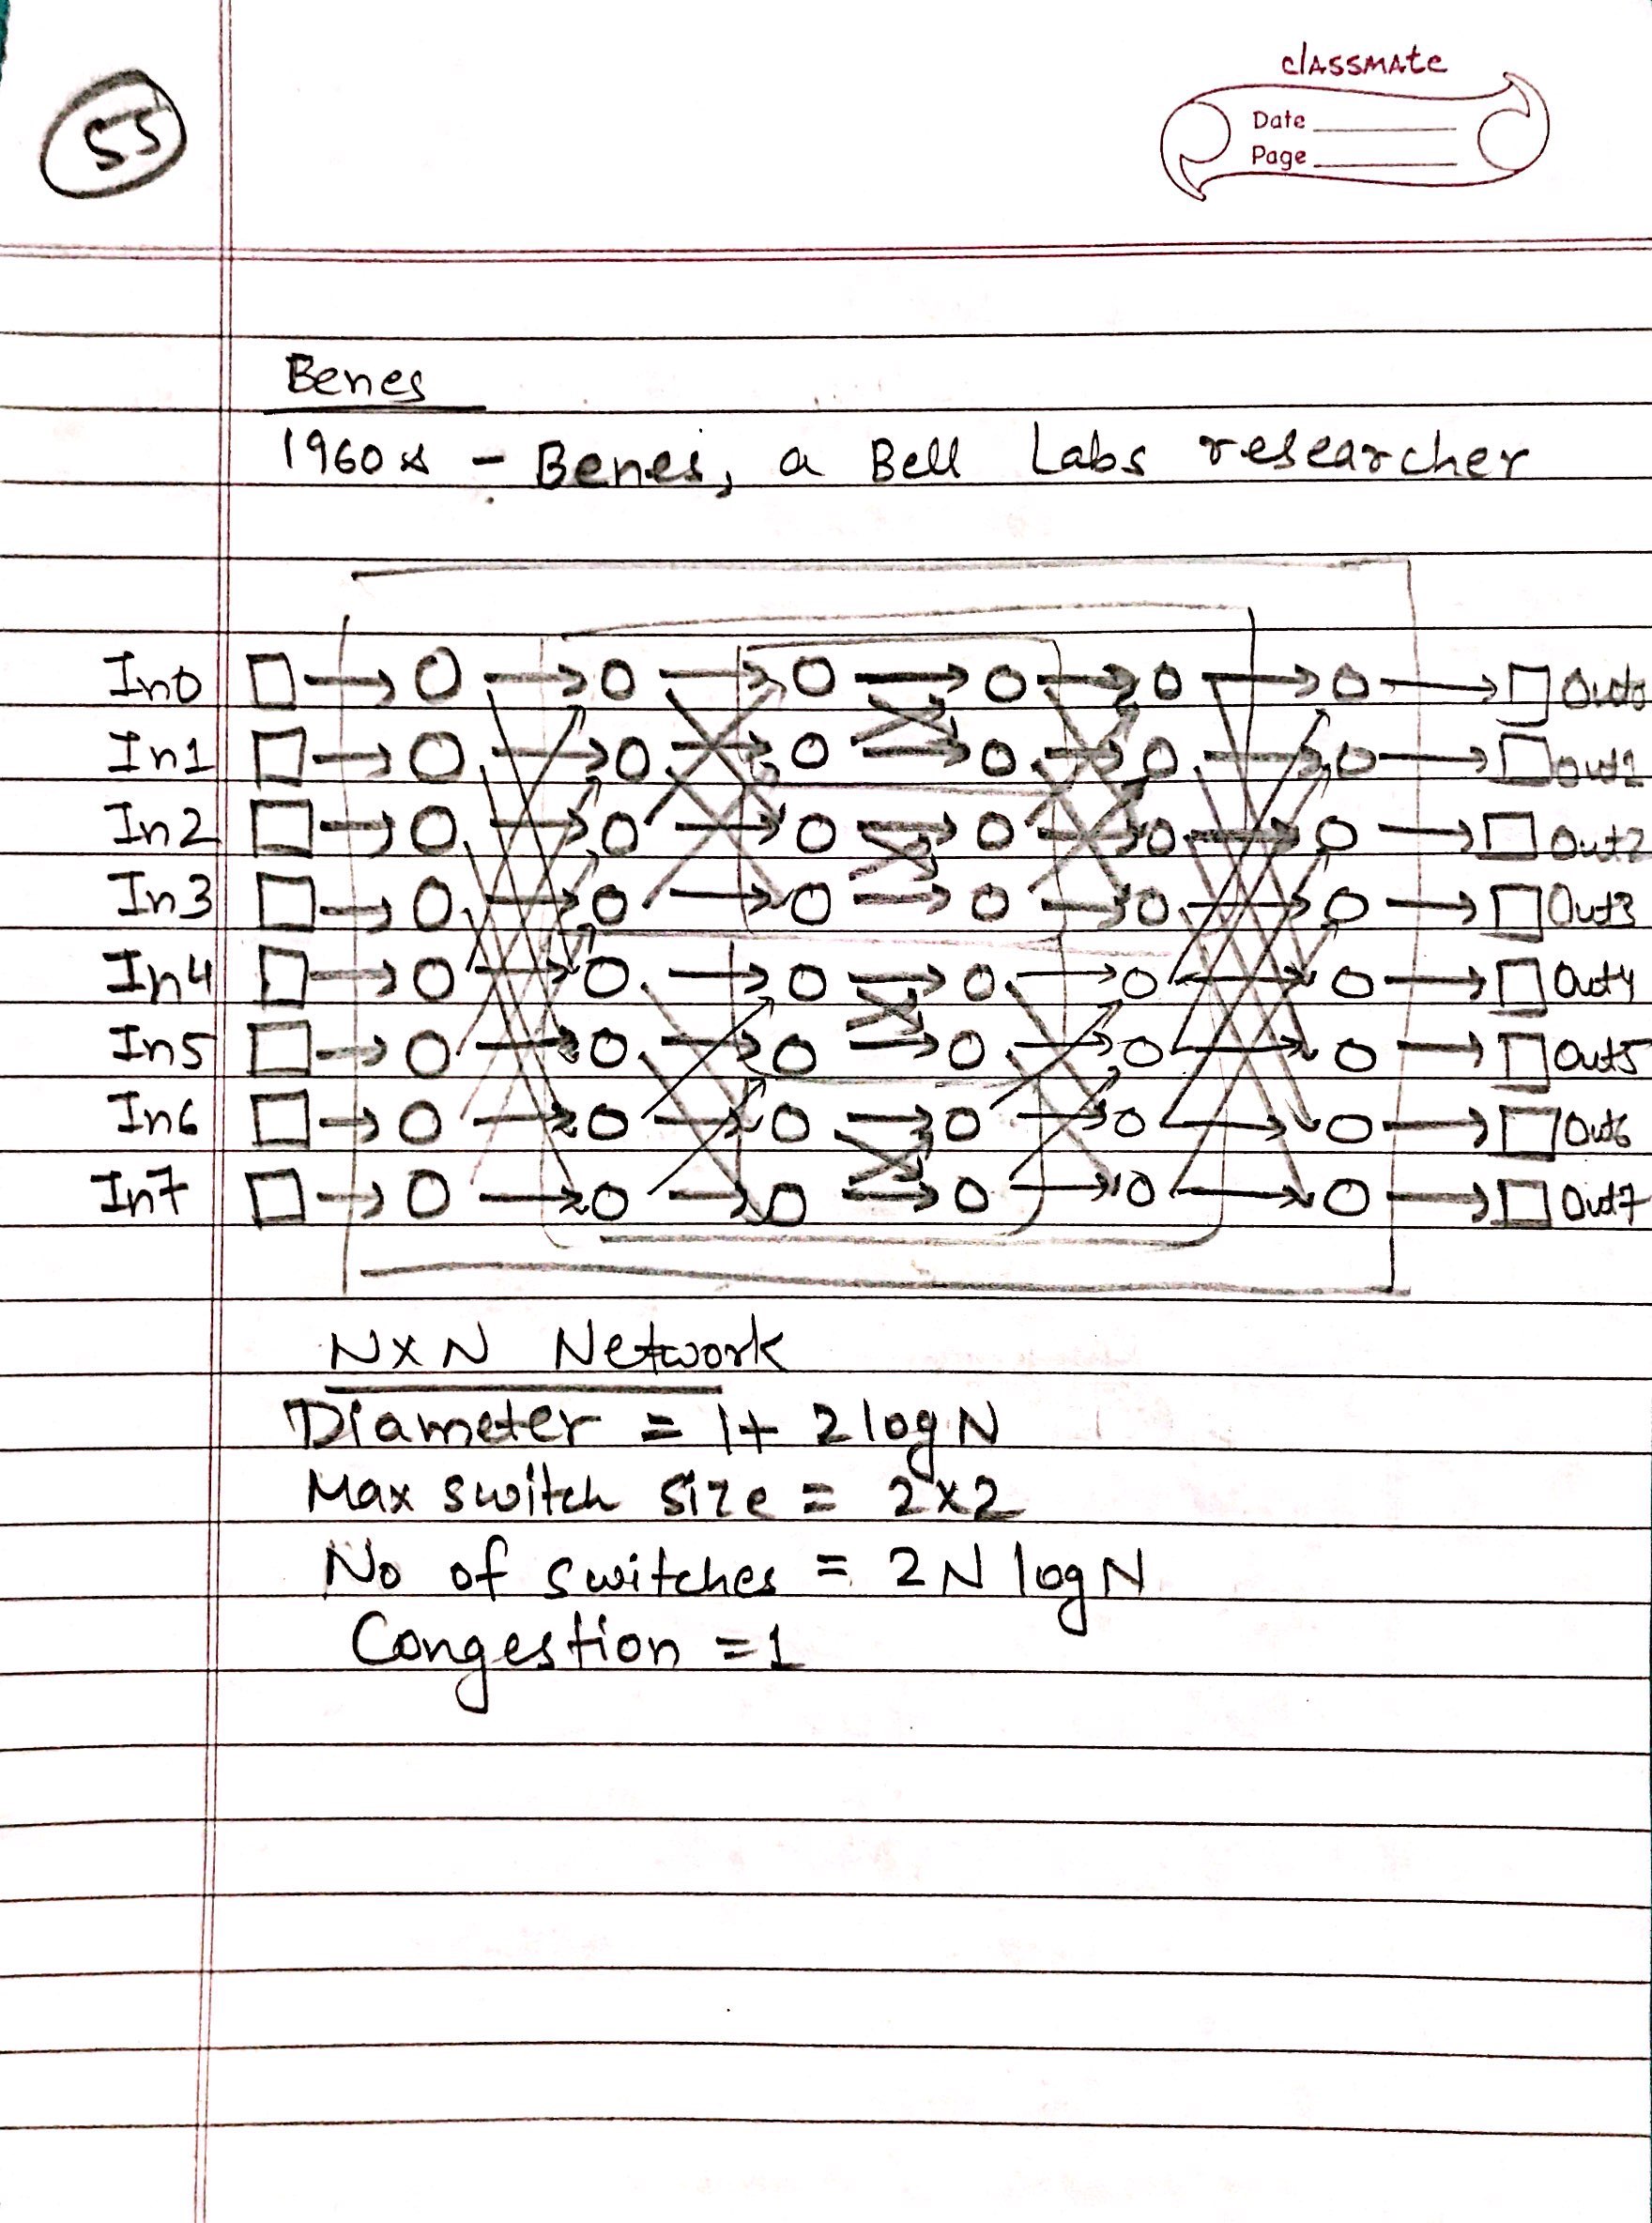 55
classmate
Date
Page
Benes
1960s - Benes, a Bell Labs researcher
In0 Out0
In1 Out1
In2 Out2
In3 Out3
In4 Out4
In5 Out5
In6 Out6
In7 Out7
NxN Network
Diameter = 1+ 2 log N
Max switch size = 2x2
No of switches = 2N log N
Congestion = 1